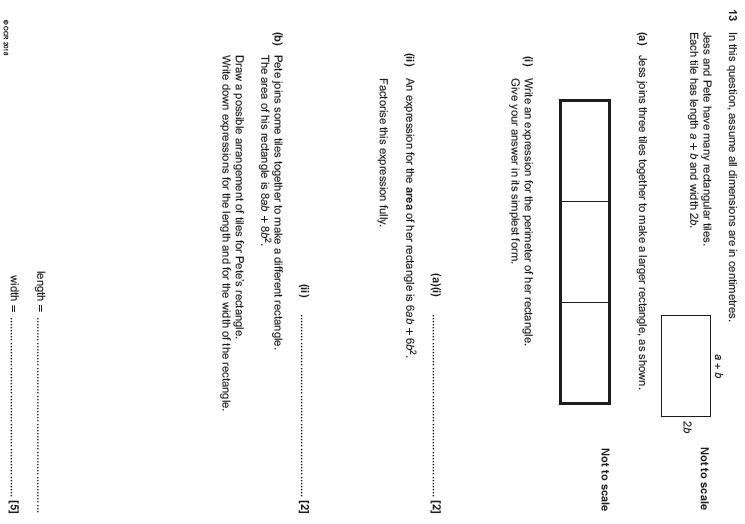 13 In this question, assume all dimensions are in centimetres.
Jess and Pete have many rectangular tiles.
Each tile has length a + b and width 2b.
a + b
2b
Not to scale
(a) Jess joins three tiles together to make a larger rectangle, as shown.
Not to scale
(i) Write an expression for the perimeter of her rectangle.
Give your answer in its simplest form.
(a)(i) .................................................. [2]
(ii) An expression for the area of her rectangle is 6ab + 6b².
Factorise this expression fully.
(ii) .................................................. [2]
(b) Pete joins some tiles together to make a different rectangle.
The area of his rectangle is 8ab + 8b².
Draw a possible arrangement of tiles for Pete's rectangle.
Write down expressions for the length and for the width of the rectangle.
length = ..................................................
width = .................................................. [5]
© OCR 2018